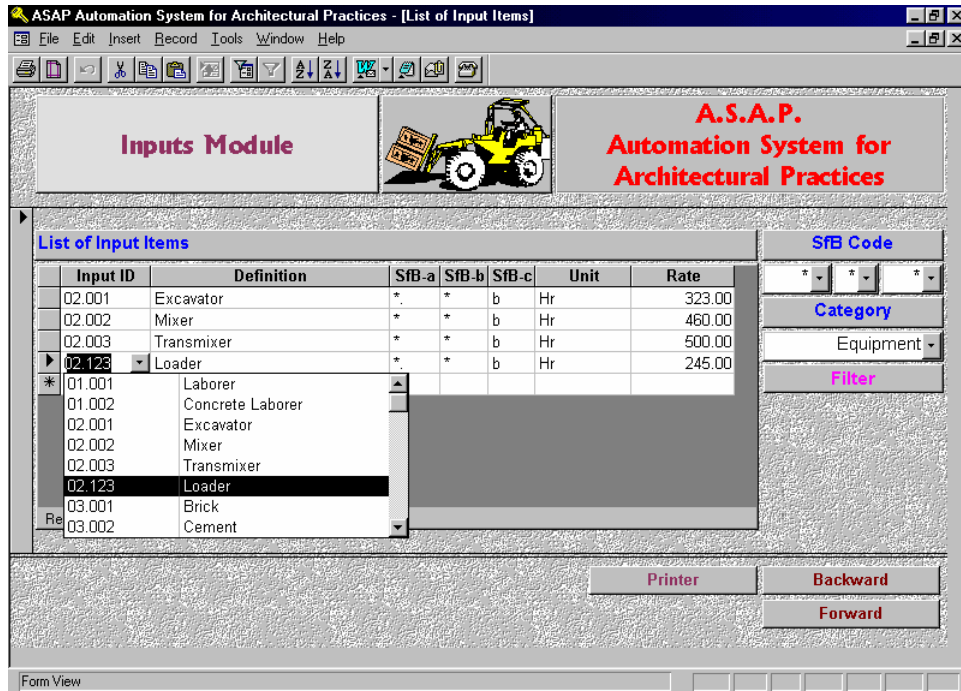 ASAP Automation System for Architectural Practices - [List of Input Items]
File Edit Insert Record Tools Window Help
Inputs Module
A.S.A.P.
Automation System for
Architectural Practices
List of Input Items
SfB Code
Input ID Definition SfB-a SfB-b SfB-c Unit Rate
* * *
02.001 Excavator *. * b Hr 323.00
02.002 Mixer * * b Hr 460.00
Category
02.003 Transmixer * * b Hr 500.00
Equipment
02.123 Loader *. * b Hr 245.00
Filter
01.001 Laborer
01.002 Concrete Laborer
02.001 Excavator
02.002 Mixer
02.003 Transmixer
02.123 Loader
03.001 Brick
Re
03.002 Cement
Printer
Backward
Forward
Form View